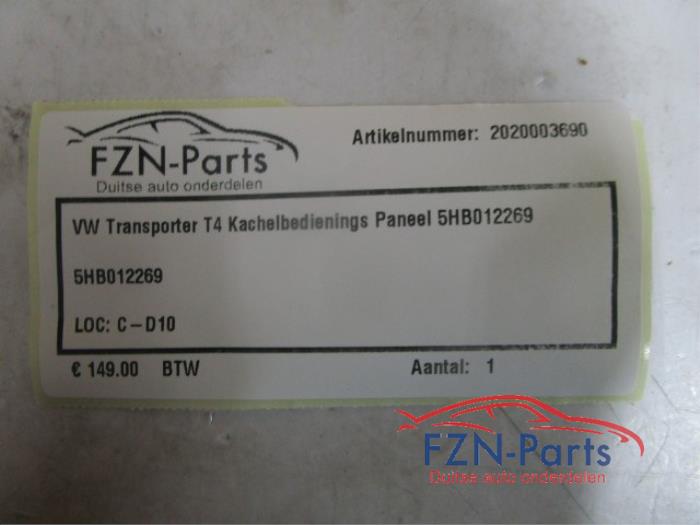 Artikelnummer: 2020003690
FZN-Parts
Duitse auto onderdelen
VW Transporter T4 Kachelbedienings Paneel 5HB012269
5HB012269
LOC: C-D10
€ 149.00 BTW
Aantal: 1
FZN-Parts
Duitse auto onderdelen